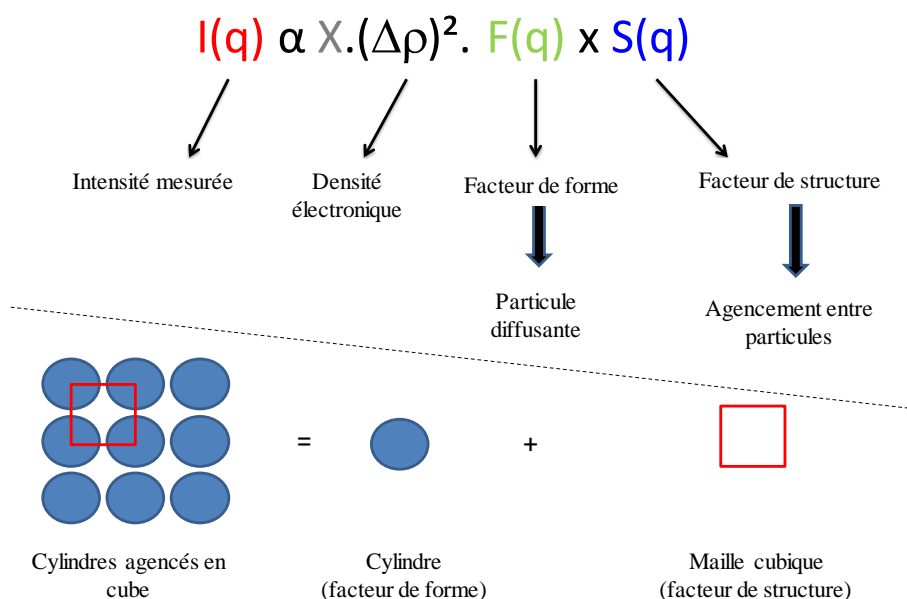 I(q) α X.(Δρ)². F(q) x S(q)
Intensité mesurée
Densité
électronique
Facteur de forme
Facteur de structure
Particule
diffusante
Agencement entre
particules
=
+
Cylindres agencés en
cube
Cylindre
(facteur de forme)
Maille cubique
(facteur de structure)